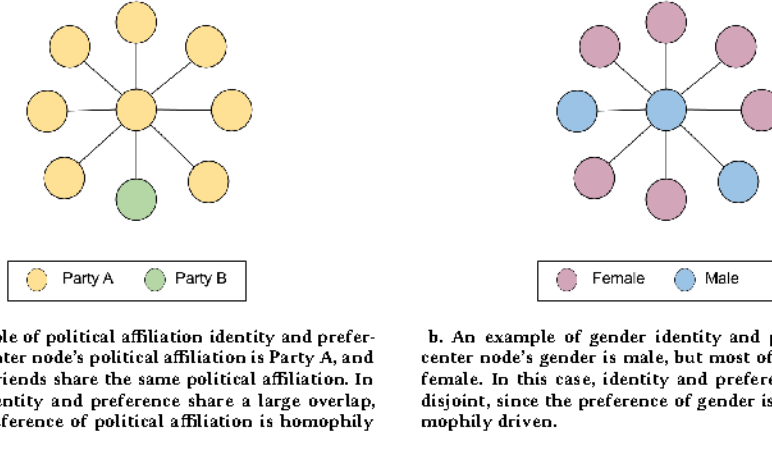 Party A Party B
Female Male
le of political affiliation identity and prefer-
nter node's political affiliation is Party A, and
riends share the same political affiliation. In
entity and preference share a large overlap,
ference of political affiliation is homophily
b. An example of gender identity and p
center node's gender is male, but most of
female. In this case, identity and prefere
disjoint, since the preference of gender is
mophily driven.